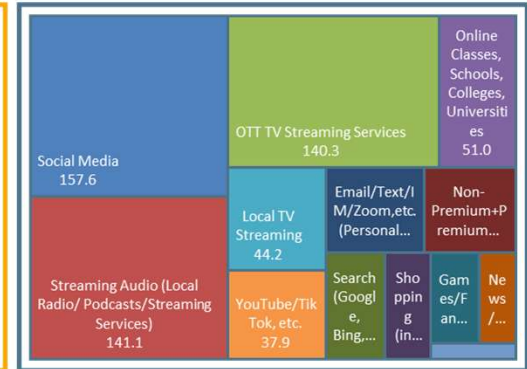 Social Media
157.6
Streaming Audio (Local
Radio/ Podcasts/Streaming
Services)
141.1
OTT TV Streaming Services
140.3
Online
Classes,
Schools,
Colleges,
Universiti
es
51.0
Local TV
Streaming
44.2
YouTube/Tik
Tok, etc.
37.9
Email/Text/I
M/Zoom,etc.
(Personal...
Non-
Premium+P
remium...
Search
(Googl
e,
Bing,...
Sho
ppin
g
(in...
Gam
es/F
an...
Ne
ws
/...